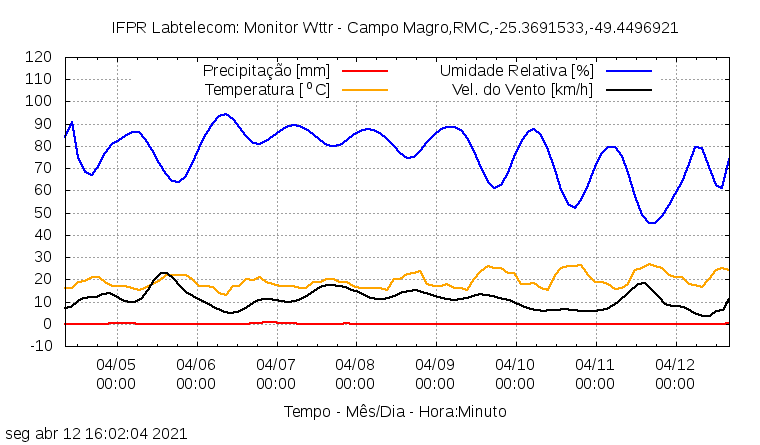 IFPR Labtelecom: Monitor Wttr - Campo Magro,RMC,-25.3691533,-49.4496921
Precipitação [mm] Umidade Relativa [%]
Temperatura [⁰C] Vel. do Vento [km/h]
120
110
100
90
80
70
60
50
40
30
20
10
0
-10
04/05 04/06 04/07 04/08 04/09 04/10 04/11 04/12
00:00 00:00 00:00 00:00 00:00 00:00 00:00 00:00
Tempo - Mês/Dia - Hora:Minuto
seg abr 12 16:02:04 2021